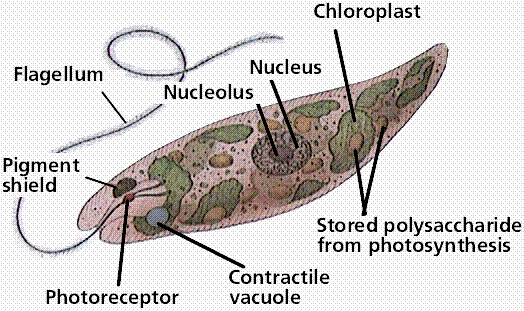 Chloroplast
Flagellum
Nucleus
Nucleolus
Pigment
shield
Stored polysaccharide
from photosynthesis
Contractile
vacuole
Photoreceptor